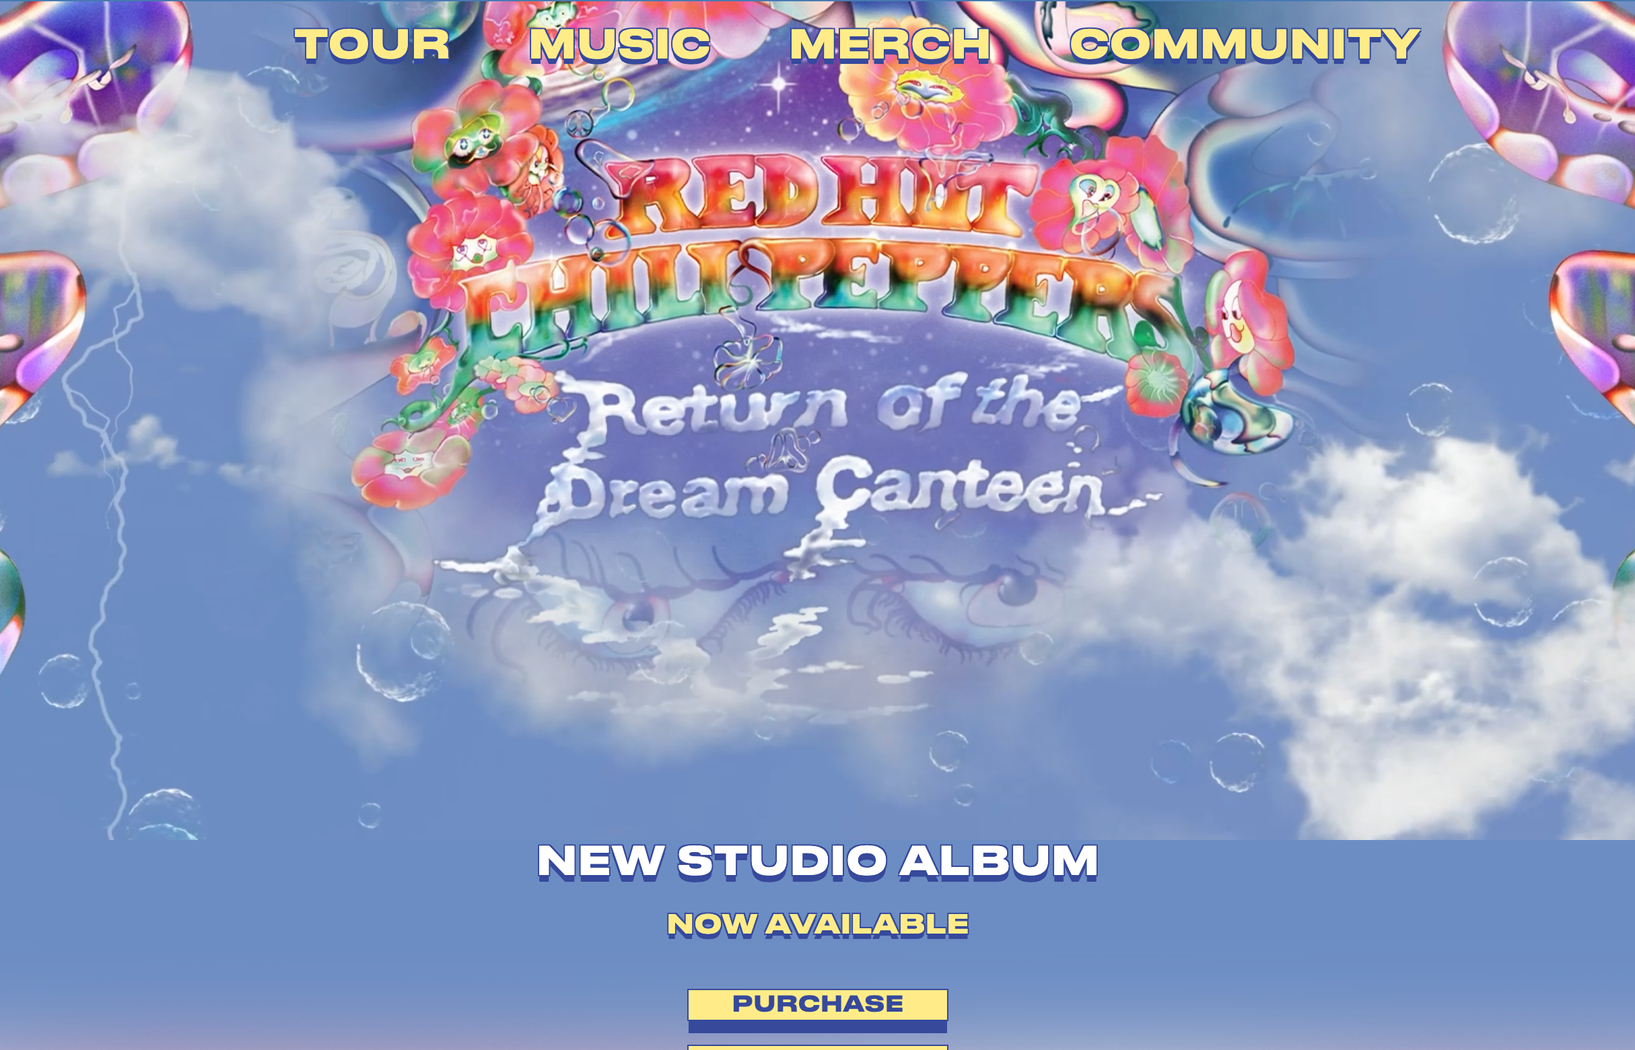 TOUR MUSIC MERCH COMMUNITY
RED HOT
CHILI PEPPERS
Return of the
Dream Canteen
NEW STUDIO ALBUM
NOW AVAILABLE
PURCHASE